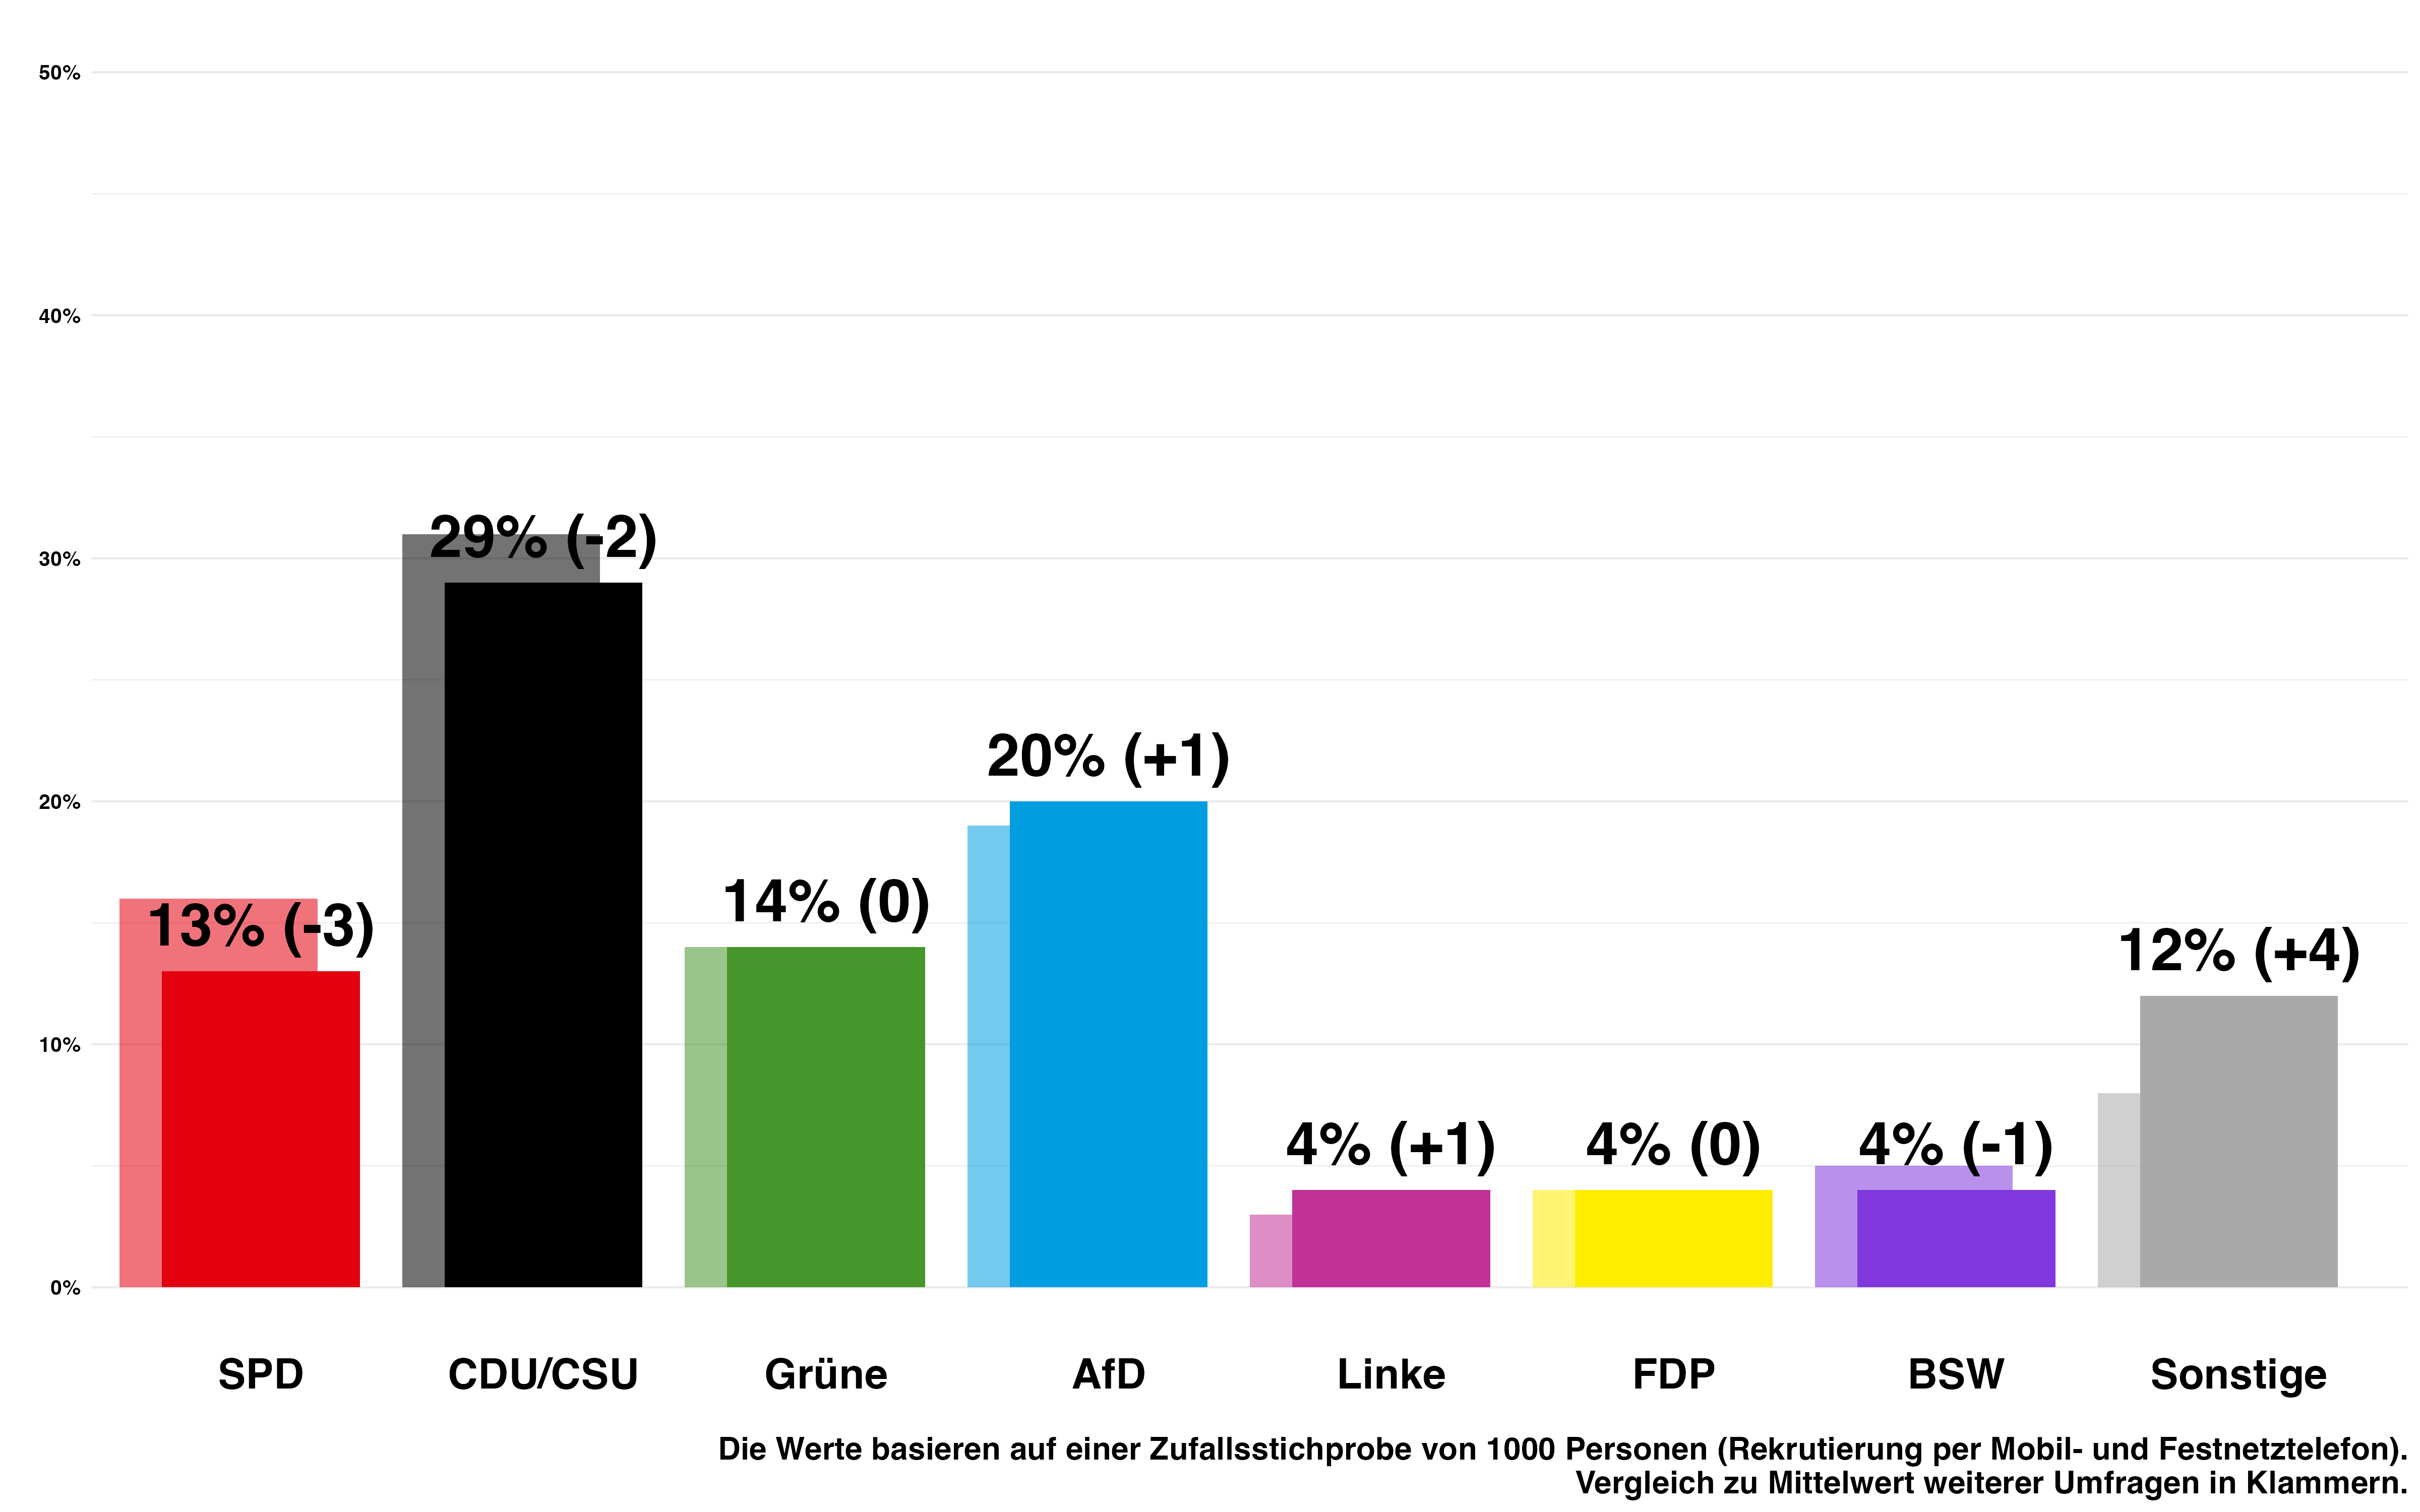 50%
40%
30%
20%
10%
0%
13% (-3)
29% (-2)
14% (0)
20% (+1)
4% (+1)
4% (0)
4% (-1)
12% (+4)
SPD
CDU/CSU
Grüne
AfD
Linke
FDP
BSW
Sonstige
Die Werte basieren auf einer Zufallsstichprobe von 1000 Personen (Rekrutierung per Mobil- und Festnetztelefon).
Vergleich zu Mittelwert weiterer Umfragen in Klammern.